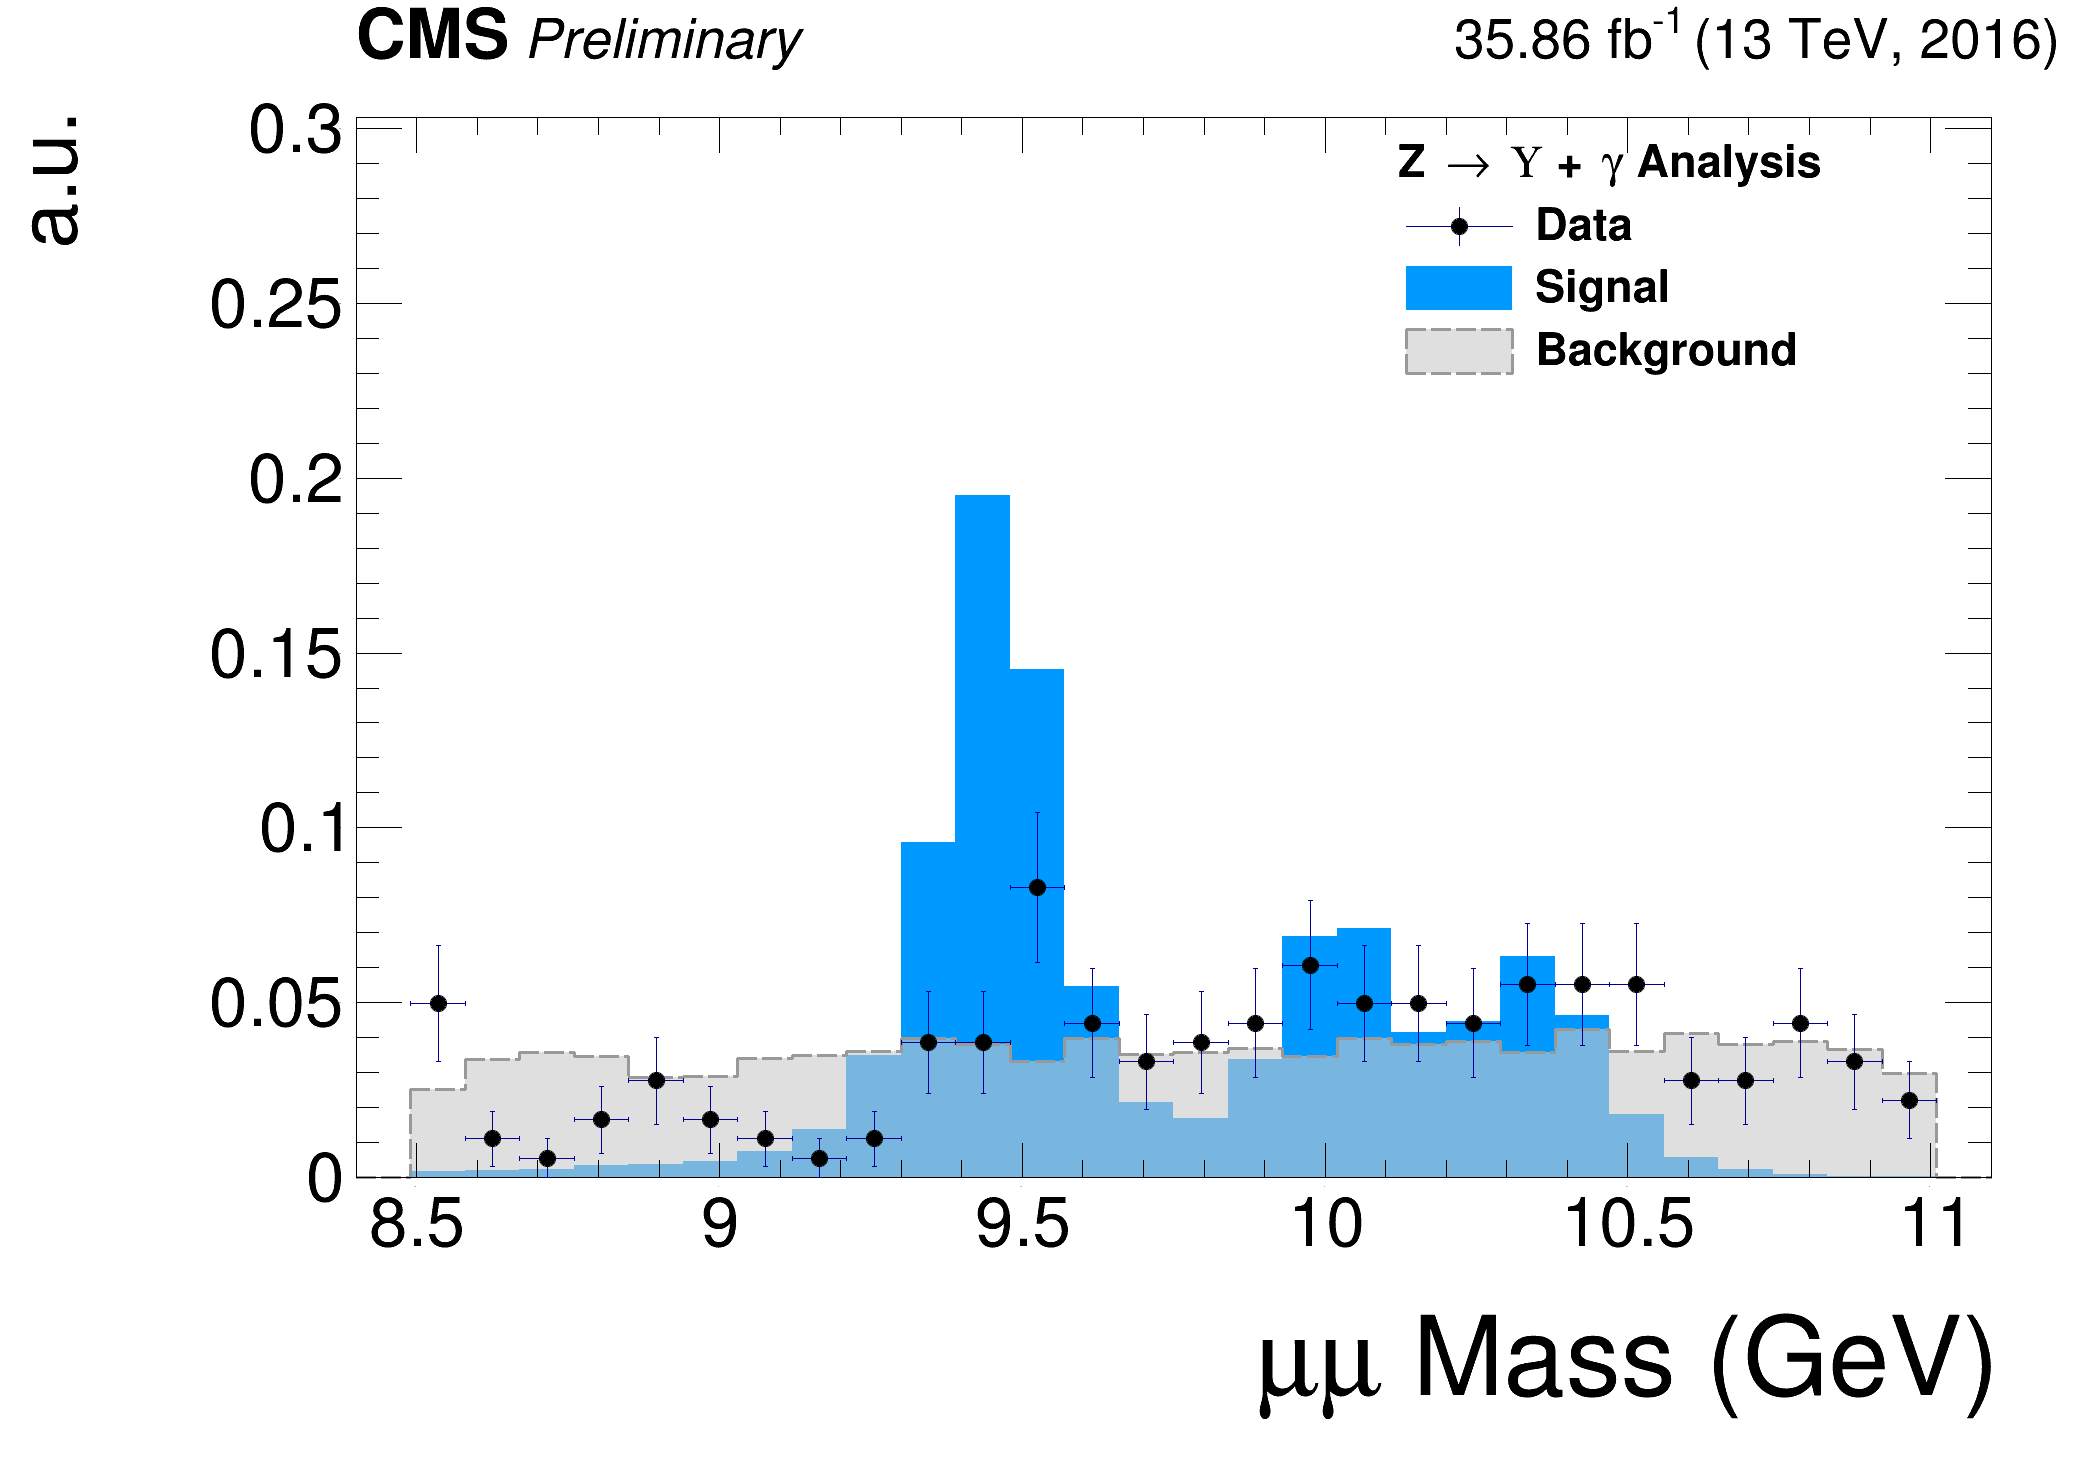 CMS Preliminary
35.86 fb⁻¹ (13 TeV, 2016)
a.u.
0.3
0.25
0.2
0.15
0.1
0.05
0
Z → Υ + γ Analysis
Data
Signal
Background
8.5 9 9.5 10 10.5 11
μμ Mass (GeV)